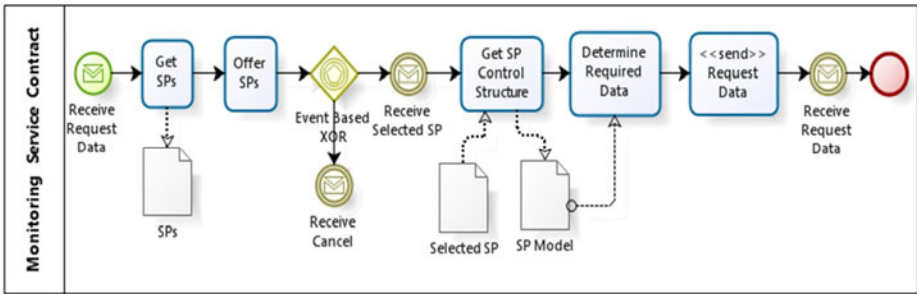 Monitoring Service Contract
Receive
Request
Data
Get
SPs
SPs
Offer
SPs
Event Based
XOR
Receive
Cancel
Receive
Selected SP
Get SP
Control
Structure
Selected SP
SP Model
Determine
Required
Data
<<send>>
Request
Data
Receive
Request
Data